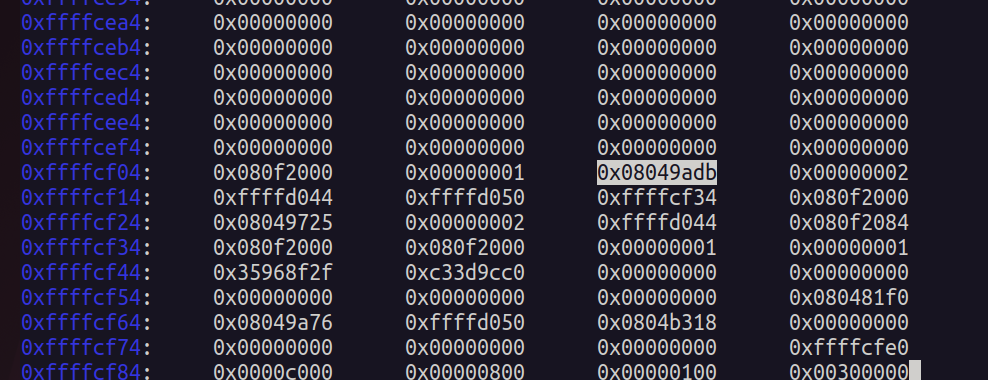 0xffffcea4: 0x00000000 0x00000000 0x00000000 0x00000000
0xffffceb4: 0x00000000 0x00000000 0x00000000 0x00000000
0xffffcec4: 0x00000000 0x00000000 0x00000000 0x00000000
0xffffced4: 0x00000000 0x00000000 0x00000000 0x00000000
0xffffcee4: 0x00000000 0x00000000 0x00000000 0x00000000
0xffffcef4: 0x00000000 0x00000000 0x00000000 0x00000000
0xffffcf04: 0x080f2000 0x00000001 0x08049adb 0x00000002
0xffffcf14: 0xffffd044 0xffffd050 0xffffcf34 0x080f2000
0xffffcf24: 0x08049725 0x00000002 0xffffd044 0x080f2084
0xffffcf34: 0x080f2000 0x080f2000 0x00000001 0x00000001
0xffffcf44: 0x35968f2f 0xc33d9cc0 0x00000000 0x00000000
0xffffcf54: 0x00000000 0x00000000 0x00000000 0x080481f0
0xffffcf64: 0x08049a76 0xffffd050 0x0804b318 0x00000000
0xffffcf74: 0x00000000 0x00000000 0x00000000 0xffffcfe0
0xffffcf84: 0x0000c000 0x00000800 0x00000100 0x00300000